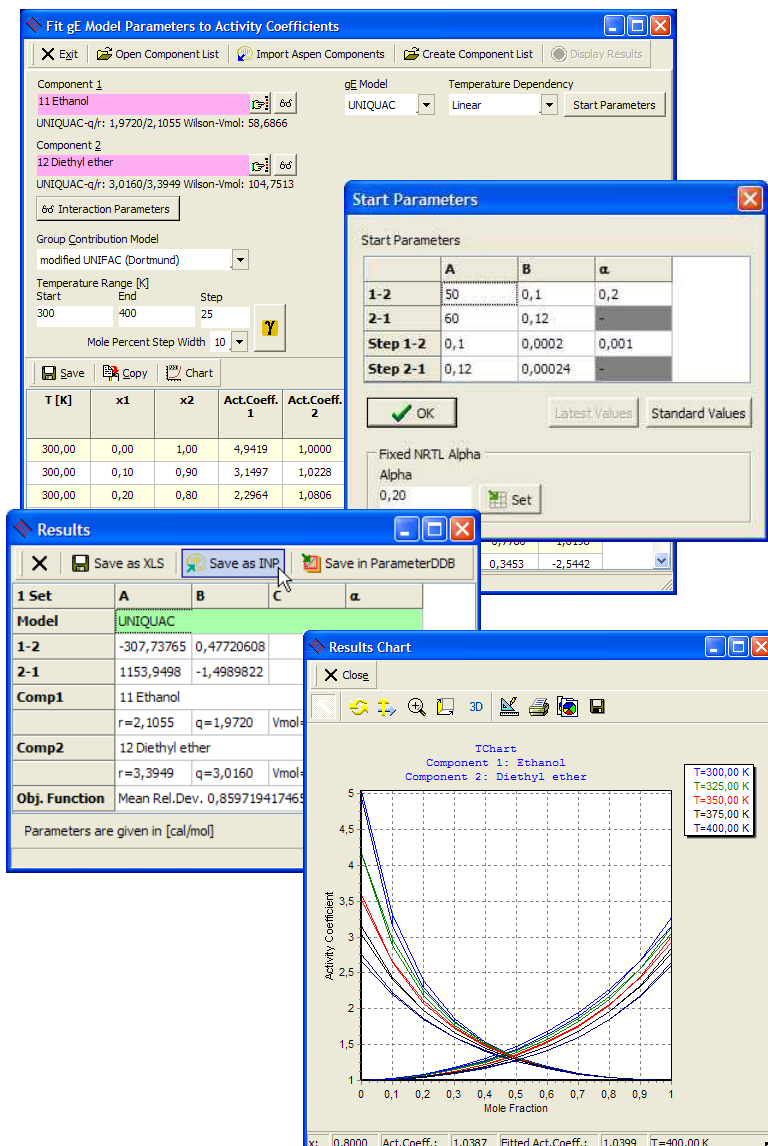 Fit gE Model Parameters to Activity Coefficients
Exit Open Component List Import Aspen Components Create Component List Display Results
Component 1
11 Ethanol
UNIQUAC-q/r: 1,9720/2,1055 Wilson-Vmol: 58,6866
gE Model Temperature Dependency
UNIQUAC Linear Start Parameters
Component 2
12 Diethyl ether
UNIQUAC-q/r: 3,0160/3,3949 Wilson-Vmol: 104,7513
Interaction Parameters
Group Contribution Model
modified UNIFAC (Dortmund)
Temperature Range [K]
Start End Step
300 400 25
γ
Mole Percent Step Width 10
Save Copy Chart
T [K] x1 x2 Act.Coeff. 1 Act.Coeff. 2
300,00 0,00 1,00 4,9419 1,0000
300,00 0,10 0,90 3,1497 1,0228
300,00 0,20 0,80 2,2964 1,0806
0,3453 -2,5442
Start Parameters
Start Parameters
A B α
1-2 50 0,1 0,2
2-1 60 0,12 -
Step 1-2 0,1 0,0002 0,001
Step 2-1 0,12 0,00024 -
OK Latest Values Standard Values
Fixed NRTL Alpha
Alpha
0,20 Set
Results
Save as XLS Save as INP Save in ParameterDDB
1 Set A B C α
Model UNIQUAC
1-2 -307,73765 0,47720608
2-1 1153,9498 -1,4989822
Comp1 11 Ethanol
r=2,1055 q=1,9720 Vmol=
Comp2 12 Diethyl ether
r=3,3949 q=3,0160 Vmol=
Obj. Function Mean Rel.Dev. 0,859719417465
Parameters are given in [cal/mol]
Results Chart
Close
3D
TChart
Component 1: Ethanol
Component 2: Diethyl ether
T=300,00 K
T=325,00 K
T=350,00 K
T=375,00 K
T=400,00 K
5
4,5
4
3,5
3
2,5
2
1,5
1
Activity Coefficient
0 0,1 0,2 0,3 0,4 0,5 0,6 0,7 0,8 0,9 1
Mole Fraction
x: 0,8000 Act.Coeff.: 1,0387 Fitted Act.Coeff.: 1,0399 T=400,00 K